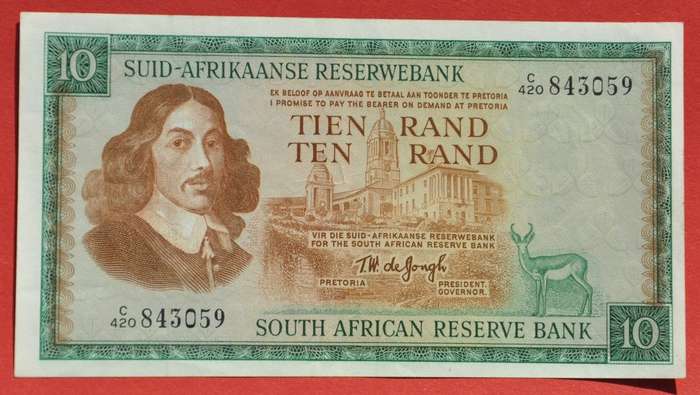 10
SUID-AFRIKAANSE RESERWEBANK
C/420 843059
EK BELOOF OP AANVRAAG TE BETAAL AAN TOONDER TE PRETORIA
I PROMISE TO PAY THE BEARER ON DEMAND AT PRETORIA
TIEN RAND
TEN RAND
VIR DIE SUID-AFRIKAANSE RESERWEBANK
FOR THE SOUTH AFRICAN RESERVE BANK
T.W. de Jongh
PRETORIA
PRESIDENT.
GOVERNOR.
C/420 843059
SOUTH AFRICAN RESERVE BANK
10